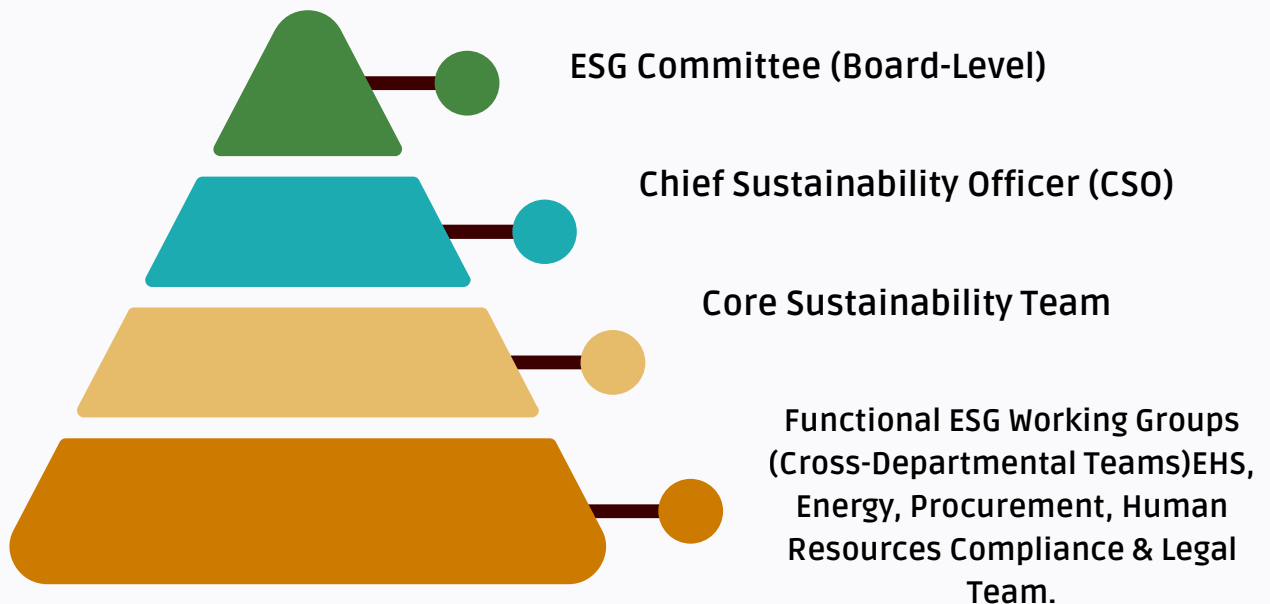 ESG Committee (Board-Level)
Chief Sustainability Officer (CSO)
Core Sustainability Team
Functional ESG Working Groups
(Cross-Departmental Teams)EHS,
Energy, Procurement, Human
Resources Compliance & Legal
Team.